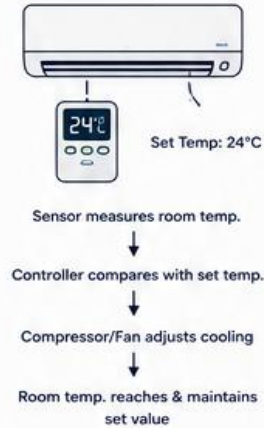 24°C
Set Temp: 24°C
Sensor measures room temp.
Controller compares with set temp.
Compressor/Fan adjusts cooling
Room temp. reaches & maintains
set value